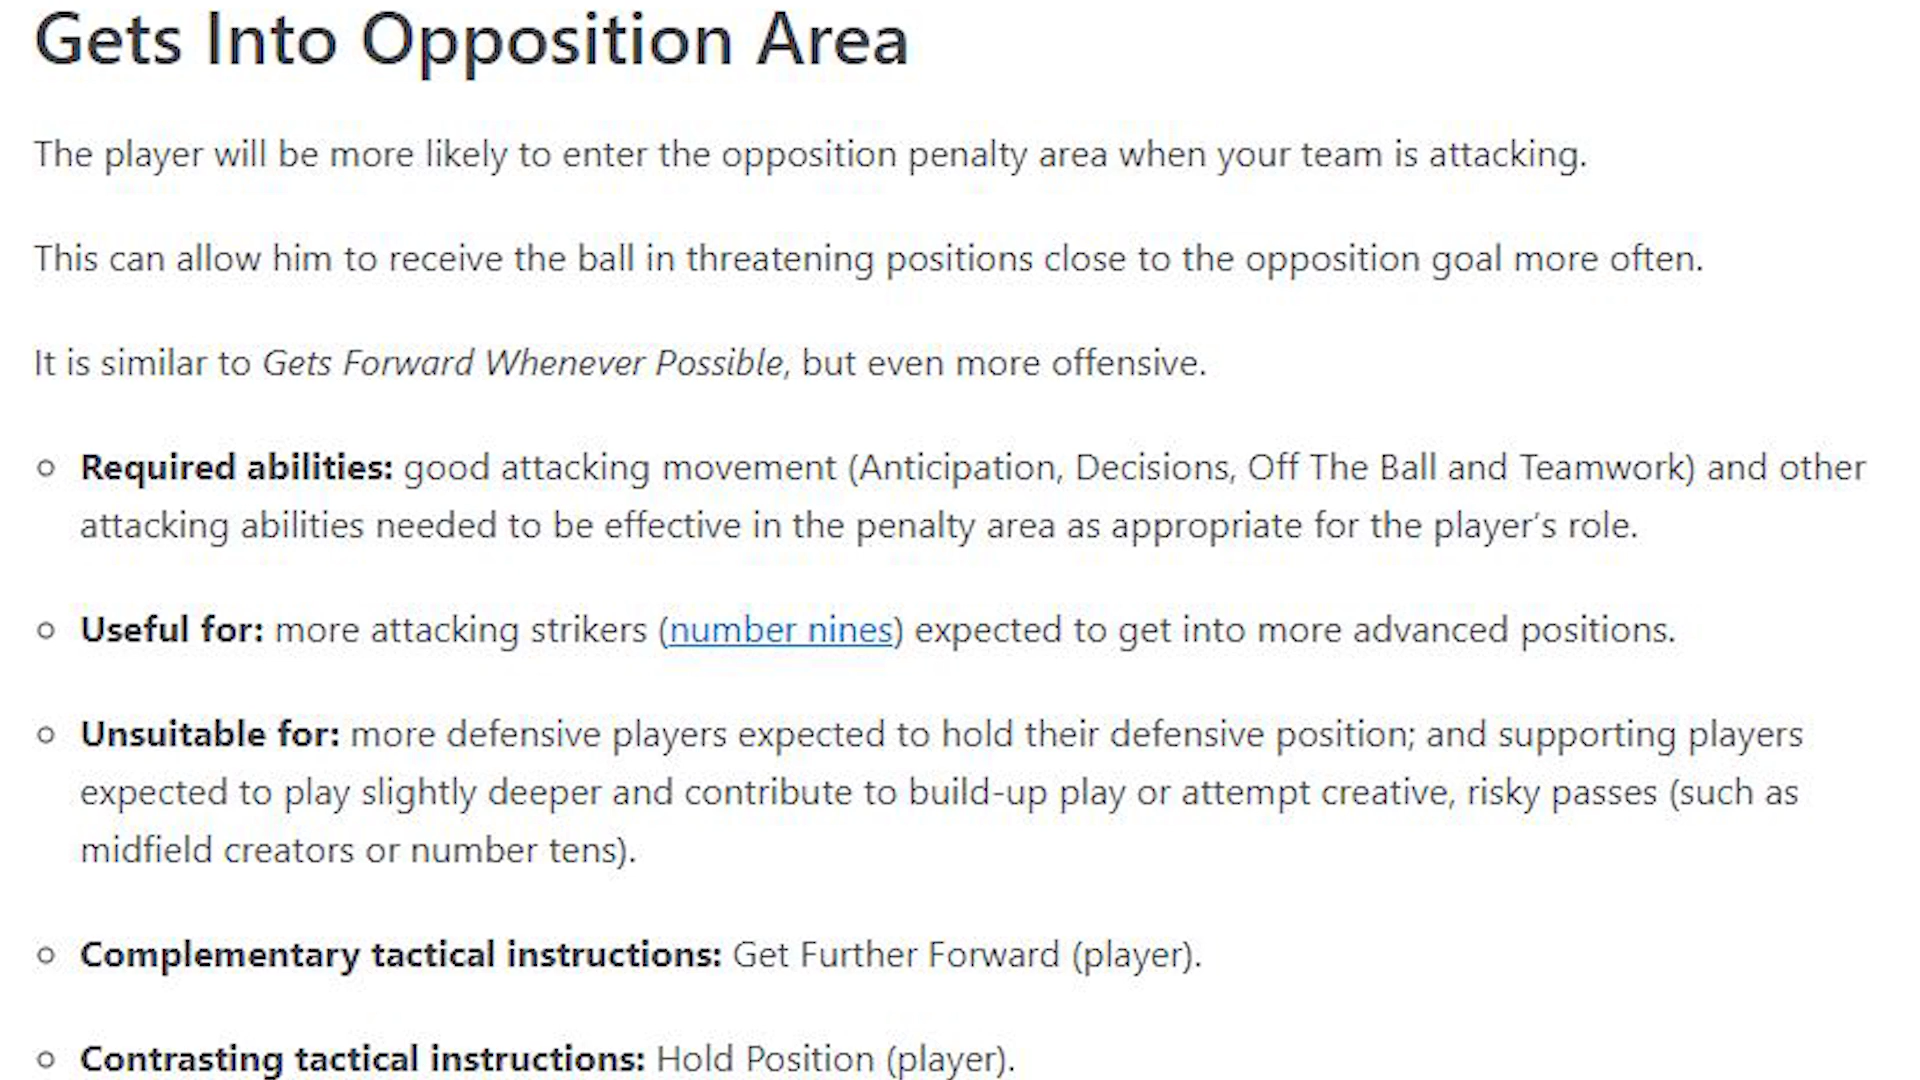 Gets Into Opposition Area
The player will be more likely to enter the opposition penalty area when your team is attacking.
This can allow him to receive the ball in threatening positions close to the opposition goal more often.
It is similar to Gets Forward Whenever Possible, but even more offensive.
Required abilities: good attacking movement (Anticipation, Decisions, Off The Ball and Teamwork) and other
attacking abilities needed to be effective in the penalty area as appropriate for the player's role.
Useful for: more attacking strikers (number nines) expected to get into more advanced positions.
Unsuitable for: more defensive players expected to hold their defensive position; and supporting players
expected to play slightly deeper and contribute to build-up play or attempt creative, risky passes (such as
midfield creators or number tens).
Complementary tactical instructions: Get Further Forward (player).
Contrasting tactical instructions: Hold Position (player).